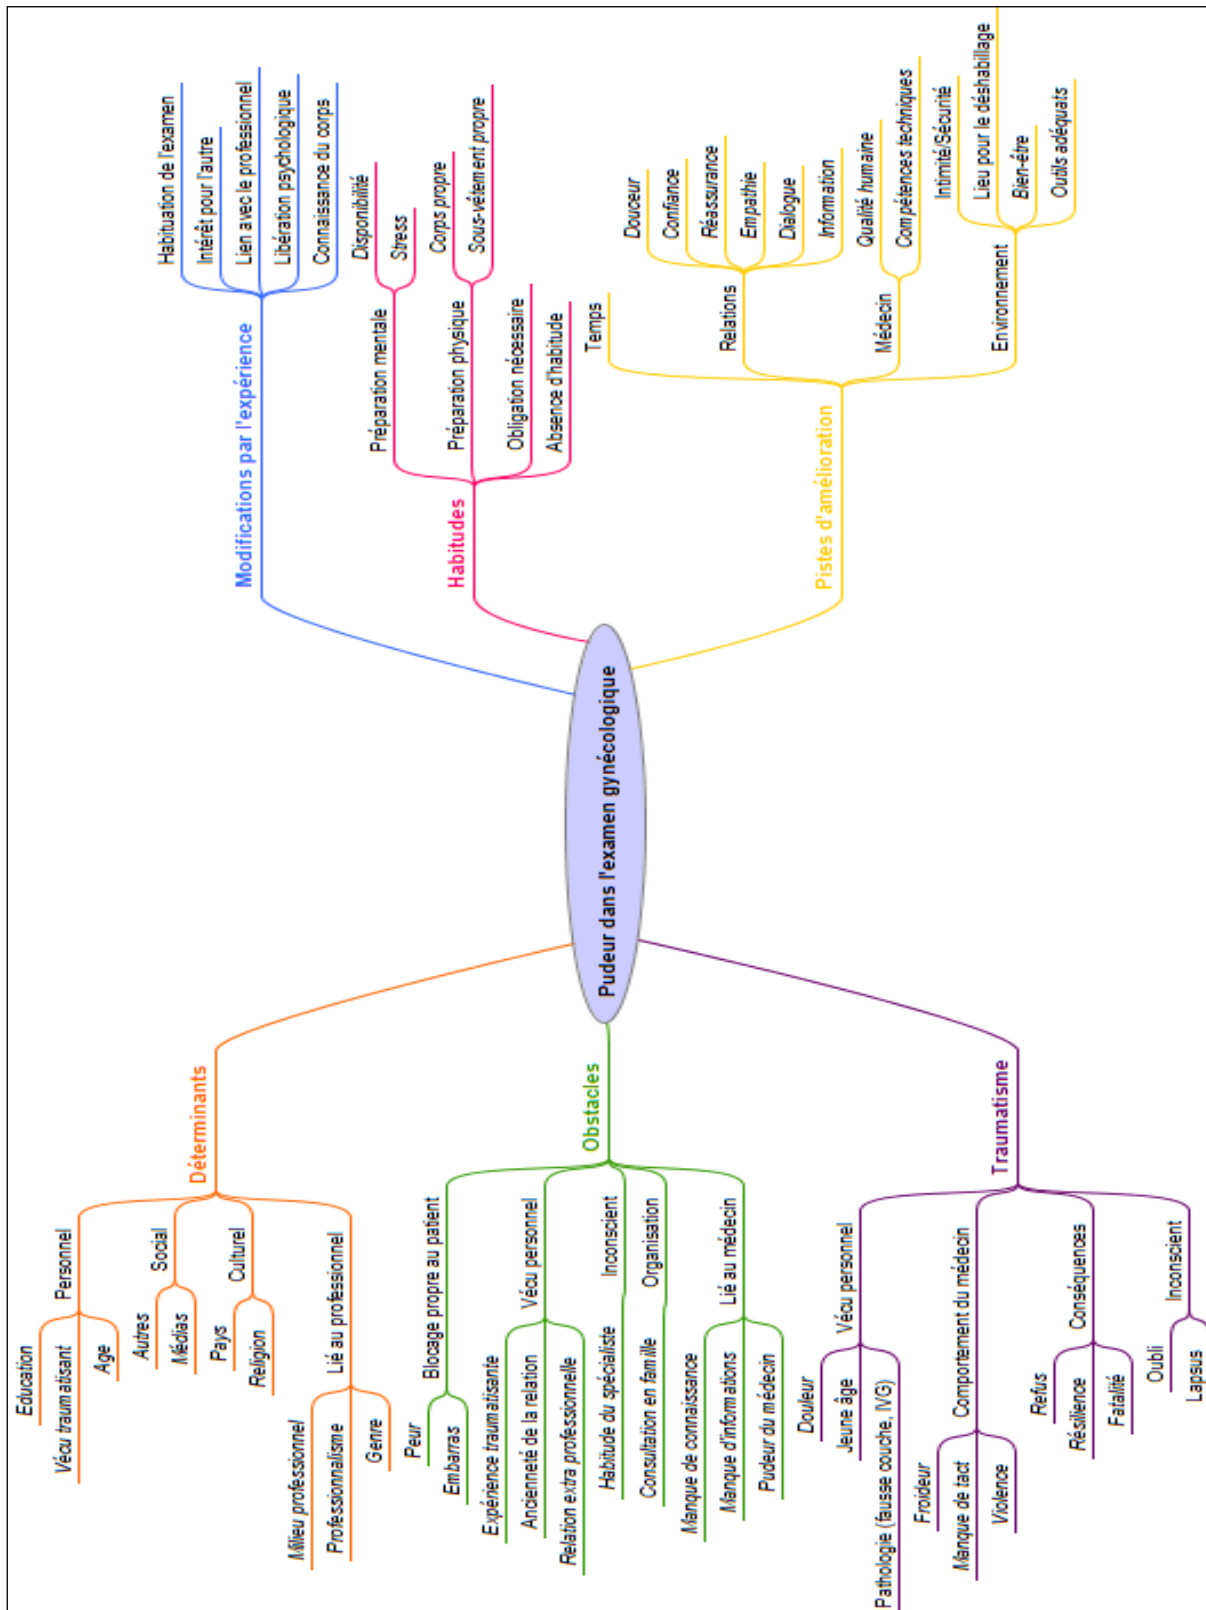 Pudeur dans l'examen gynécologique
Déterminants
Personnel
Education
Vécu traumatisant
Age
Social
Autres
Médias
Culturel
Pays
Religion
Lié au professionnel
Milieu professionnel
Professionnalisme
Genre
Obstacles
Blocage propre au patient
Peur
Embarras
Vécu personnel
Expérience traumatisante
Ancienneté de la relation
Relation extra professionnelle
Inconscient
Habitude du spécialiste
Organisation
Consultation en famille
Lié au médecin
Manque de connaissance
Manque d'informations
Pudeur du médecin
Traumatisme
Vécu personnel
Douleur
Jeune âge
Pathologie (fausse couche, IVG)
Comportement du médecin
Froideur
Manque de tact
Violence
Conséquences
Refus
Résilience
Fatalité
Inconscient
Oubli
Lapsus
Modifications par l'expérience
Habituation de l'examen
Intérêt pour l'autre
Lien avec le professionnel
Libération psychologique
Connaissance du corps
Habitudes
Préparation mentale
Disponibilité
Stress
Préparation physique
Corps propre
Sous-vêtement propre
Obligation nécessaire
Absence d'habitude
Pistes d'amélioration
Temps
Relations
Douceur
Confiance
Réassurance
Empathie
Dialogue
Information
Médecin
Qualité humaine
Compétences techniques
Environnement
Intimité/Sécurité
Lieu pour le déshabillage
Bien-être
Outils adéquats